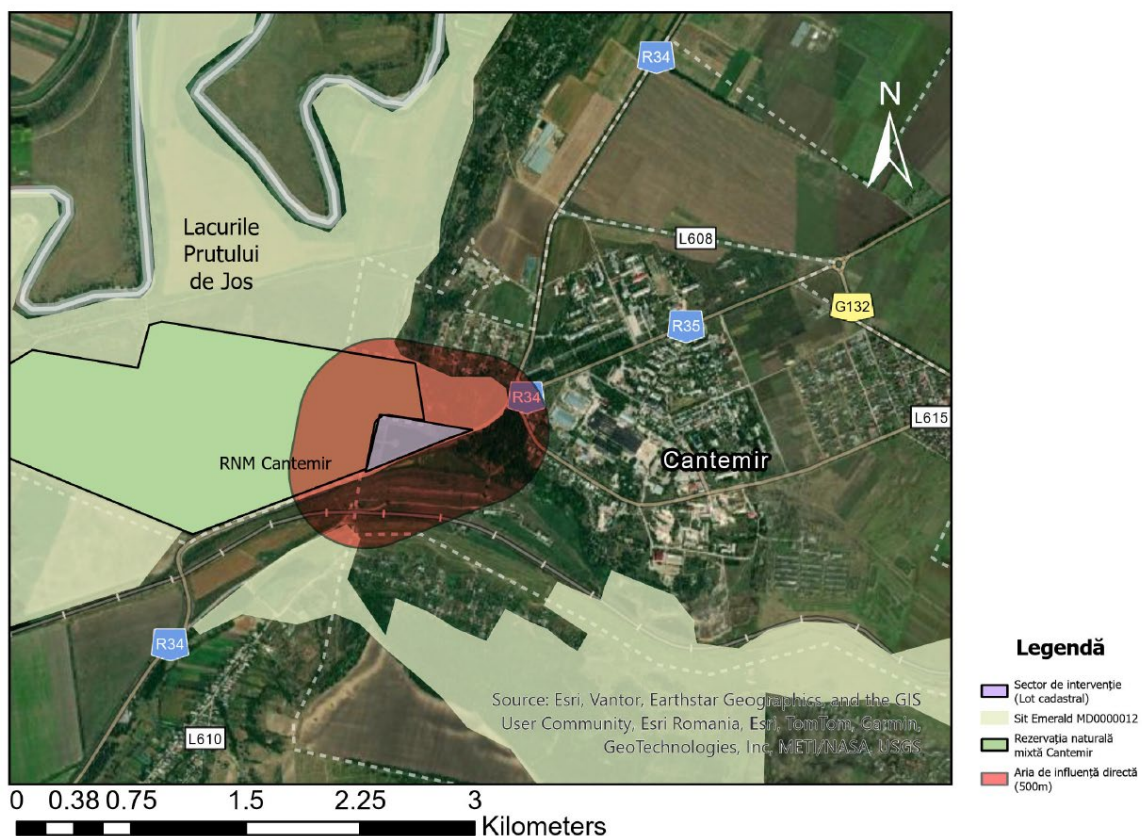 R34
N
L608
Lacurile
Prutului
de Jos
G132
R35
R34
L615
Cantemir
RNM Cantemir
R34
L610
Source: Esri, Vantor, Earthstar Geographics, and the GIS
User Community, Esri Romania, Esri, TomTom, Garmin,
GeoTechnologies, Inc, METI/NASA, USGS
Legendă
Sector de intervenție
(Lot cadastral)
Sit Emerald MD0000012
Rezervația naturală
mixtă Cantemir
Aria de influență directă
(500m)
0 0.38 0.75 1.5 2.25 3
Kilometers